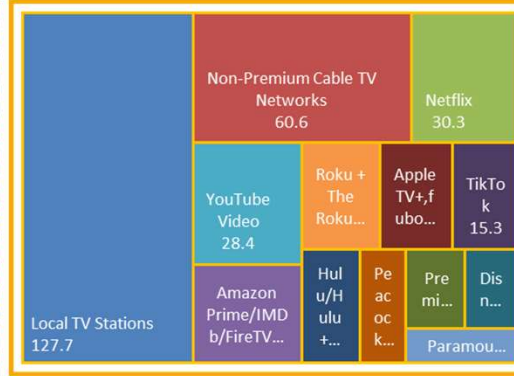 Local TV Stations
127.7
Non-Premium Cable TV
Networks
60.6
Netflix
30.3
YouTube
Video
28.4
Roku +
The
Roku...
Apple
TV+,f
ubo...
TikTo
k
15.3
Amazon
Prime/IMD
b/FireTV...
Hul
u/H
ulu
+...
Pe
ac
oc
k...
Pre
mi...
Dis
n...
Paramou...